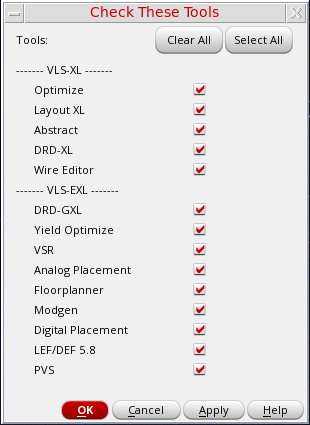 Check These Tools
Tools: Clear All Select All
------- VLS-XL -------
Optimize
Layout XL
Abstract
DRD-XL
Wire Editor
------- VLS-EXL -------
DRD-GXL
Yield Optimize
VSR
Analog Placement
Floorplanner
Modgen
Digital Placement
LEF/DEF 5.8
PVS
OK Cancel Apply Help